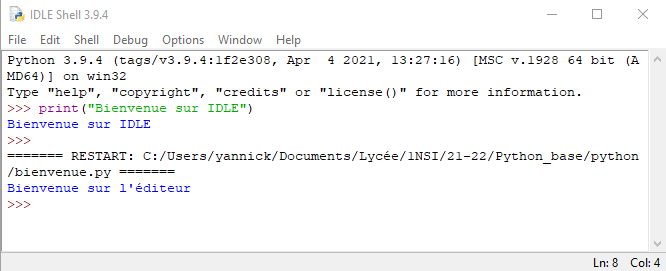 IDLE Shell 3.9.4
File Edit Shell Debug Options Window Help
Python 3.9.4 (tags/v3.9.4:1f2e308, Apr  4 2021, 13:27:16) [MSC v.1928 64 bit (A
MD64)] on win32
Type "help", "copyright", "credits" or "license()" for more information.
>>> print("Bienvenue sur IDLE")
Bienvenue sur IDLE
>>>
======= RESTART: C:/Users/yannick/Documents/Lycée/1NSI/21-22/Python_base/python
/bienvenue.py =======
Bienvenue sur l'éditeur
>>>
Ln: 8 Col: 4